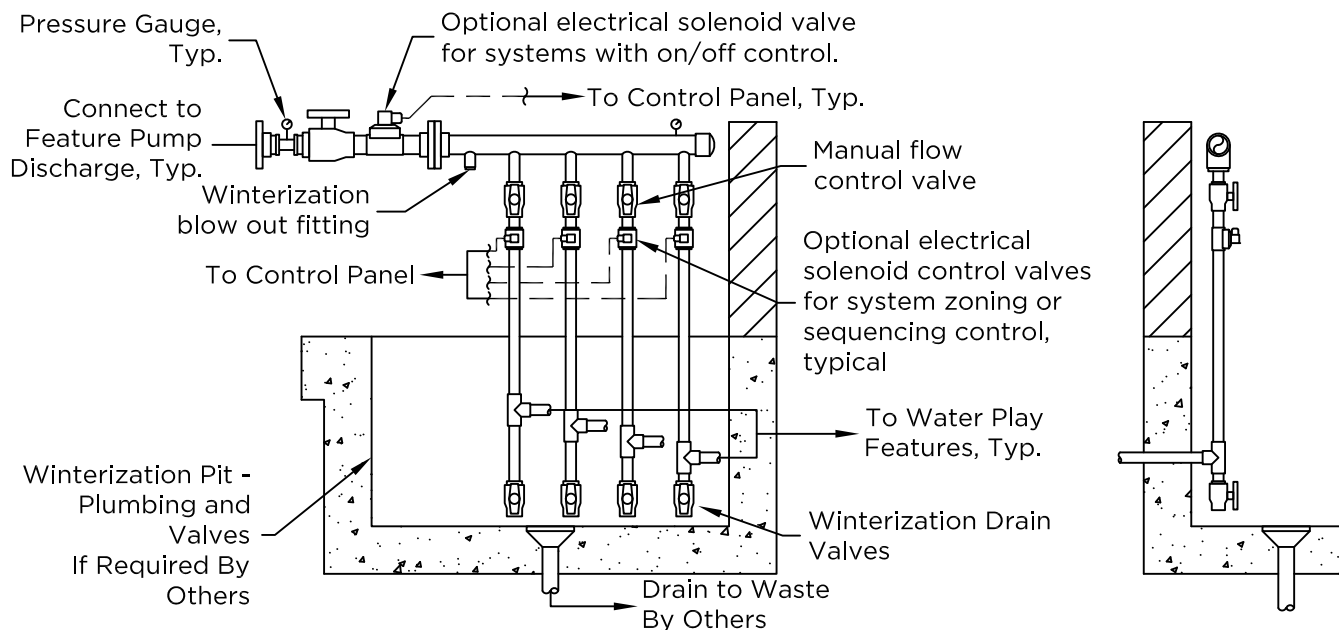 Pressure Gauge,
Typ.
Optional electrical solenoid valve
for systems with on/off control.
Connect to
Feature Pump
Discharge, Typ.
To Control Panel, Typ.
Winterization
blow out fitting
Manual flow
control valve
To Control Panel
Optional electrical
solenoid control valves
for system zoning or
sequencing control,
typical
To Water Play
Features, Typ.
Winterization Pit -
Plumbing and
Valves
If Required By
Others
Winterization Drain
Valves
Drain to Waste
By Others